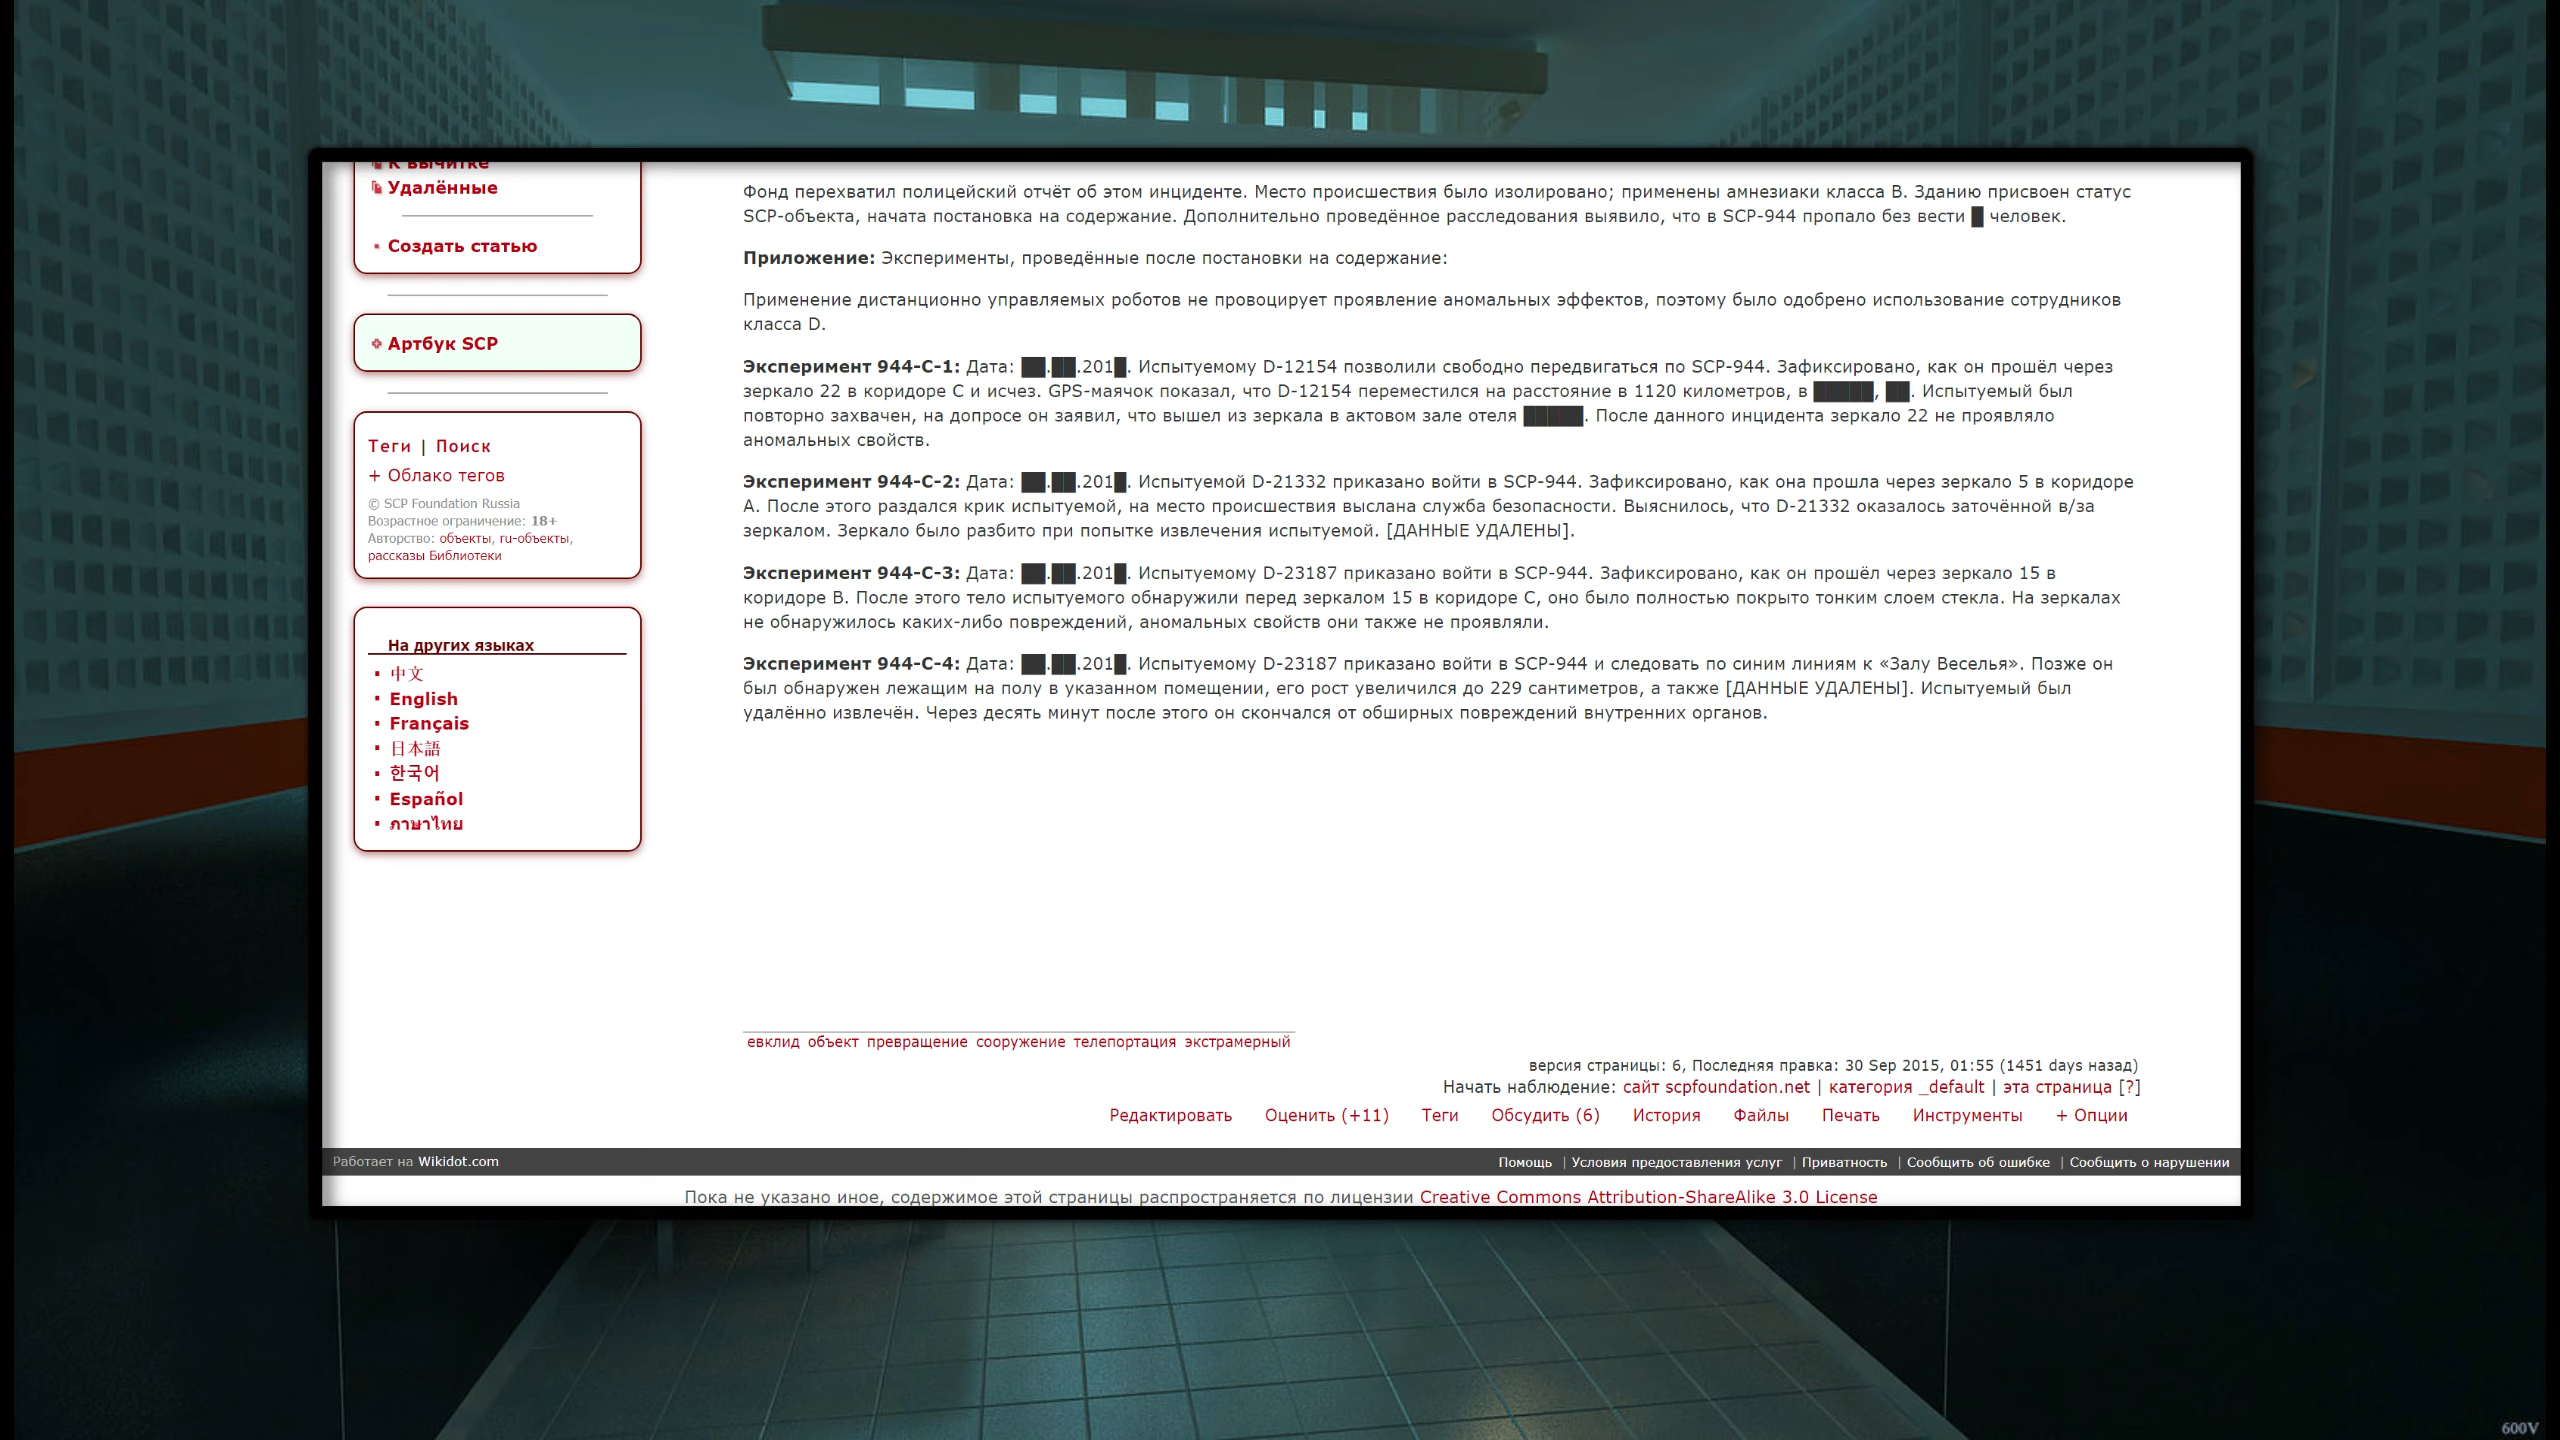 К вычитке
Удалённые
Создать статью
Артбук SCP
Теги | Поиск
+ Облако тегов
© SCP Foundation Russia
Возрастное ограничение: 18+
Авторство: объекты, ru-объекты,
рассказы Библиотеки
На других языках
中文
English
Français
日本語
한국어
Español
ภาษาไทย
Фонд перехватил полицейский отчёт об этом инциденте. Место происшествия было изолировано; применены амнезиаки класса B. Зданию присвоен статус
SCP-объекта, начата постановка на содержание. Дополнительно проведённое расследования выявило, что в SCP-944 пропало без вести █ человек.
Приложение: Эксперименты, проведённые после постановки на содержание:
Применение дистанционно управляемых роботов не провоцирует проявление аномальных эффектов, поэтому было одобрено использование сотрудников
класса D.
Эксперимент 944-C-1: Дата: ██.██.201█. Испытуемому D-12154 позволили свободно передвигаться по SCP-944. Зафиксировано, как он прошёл через
зеркало 22 в коридоре C и исчез. GPS-маячок показал, что D-12154 переместился на расстояние в 1120 километров, в █████, ██. Испытуемый был
повторно захвачен, на допросе он заявил, что вышел из зеркала в актовом зале отеля █████. После данного инцидента зеркало 22 не проявляло
аномальных свойств.
Эксперимент 944-C-2: Дата: ██.██.201█. Испытуемой D-21332 приказано войти в SCP-944. Зафиксировано, как она прошла через зеркало 5 в коридоре
A. После этого раздался крик испытуемой, на место происшествия выслана служба безопасности. Выяснилось, что D-21332 оказалось заточённой в/за
зеркалом. Зеркало было разбито при попытке извлечения испытуемой. [ДАННЫЕ УДАЛЕНЫ].
Эксперимент 944-C-3: Дата: ██.██.201█. Испытуемому D-23187 приказано войти в SCP-944. Зафиксировано, как он прошёл через зеркало 15 в
коридоре B. После этого тело испытуемого обнаружили перед зеркалом 15 в коридоре C, оно было полностью покрыто тонким слоем стекла. На зеркалах
не обнаружилось каких-либо повреждений, аномальных свойств они также не проявляли.
Эксперимент 944-C-4: Дата: ██.██.201█. Испытуемому D-23187 приказано войти в SCP-944 и следовать по синим линиям к «Залу Веселья». Позже он
был обнаружен лежащим на полу в указанном помещении, его рост увеличился до 229 сантиметров, а также [ДАННЫЕ УДАЛЕНЫ]. Испытуемый был
удалённо извлечён. Через десять минут после этого он скончался от обширных повреждений внутренних органов.
евклид объект превращение сооружение телепортация экстрамерный
версия страницы: 6, Последняя правка: 30 Sep 2015, 01:55 (1451 days назад)
Начать наблюдение: сайт scpfoundation.net | категория _default | эта страница [?]
Редактировать Оценить (+11) Теги Обсудить (6) История Файлы Печать Инструменты + Опции
Работает на Wikidot.com
Помощь | Условия предоставления услуг | Приватность | Сообщить об ошибке | Сообщить о нарушении
Пока не указано иное, содержимое этой страницы распространяется по лицензии Creative Commons Attribution-ShareAlike 3.0 License
600V